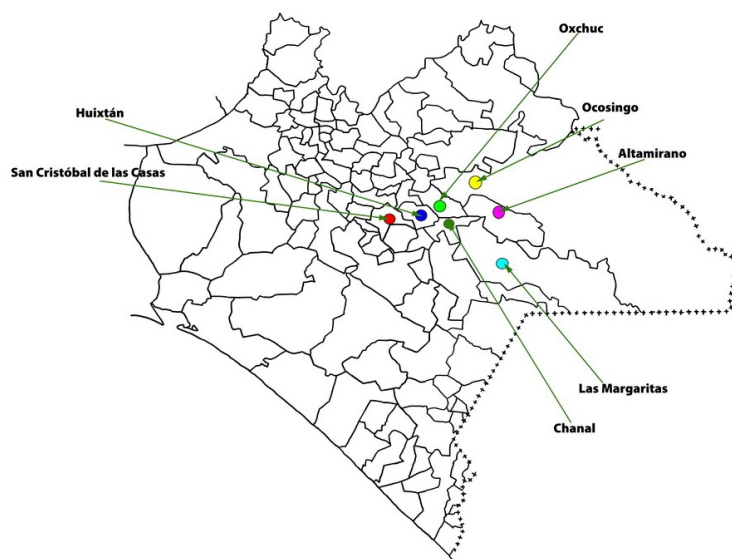 Oxchuc
Ocosingo
Huixtán
Altamirano
San Cristóbal de las Casas
Las Margaritas
Chanal